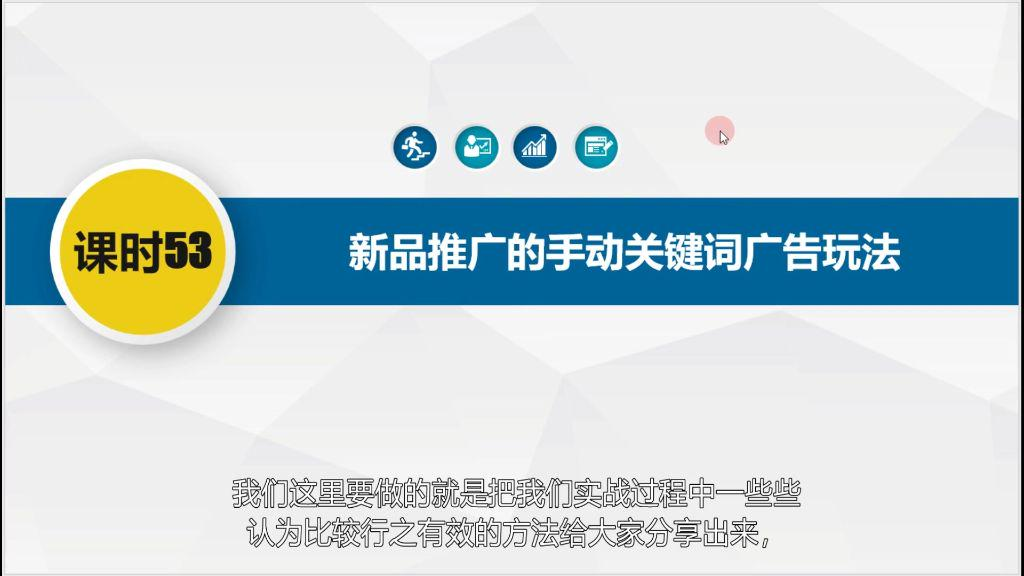 课时53
新品推广的手动关键词广告玩法
我们这里要做的就是把我们实战过程中一些些
认为比较行之有效的方法给大家分享出来，